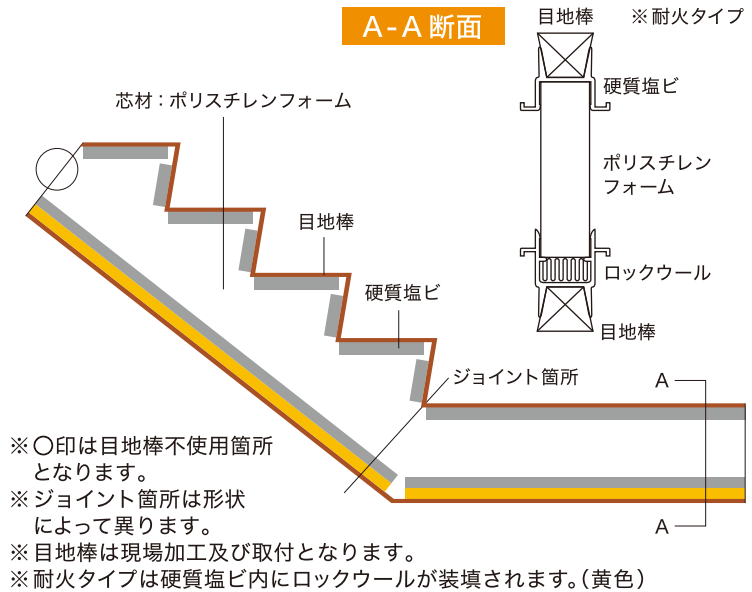 A-A断面
目地棒
※耐火タイプ
硬質塩ビ
芯材：ポリスチレンフォーム
ポリスチレン
フォーム
目地棒
ロックウール
硬質塩ビ
目地棒
ジョイント箇所
A
※〇印は目地棒不使用箇所
となります。
※ジョイント箇所は形状
によって異ります。
A
※目地棒は現場加工及び取付となります。
※耐火タイプは硬質塩ビ内にロックウールが装填されます。（黄色）